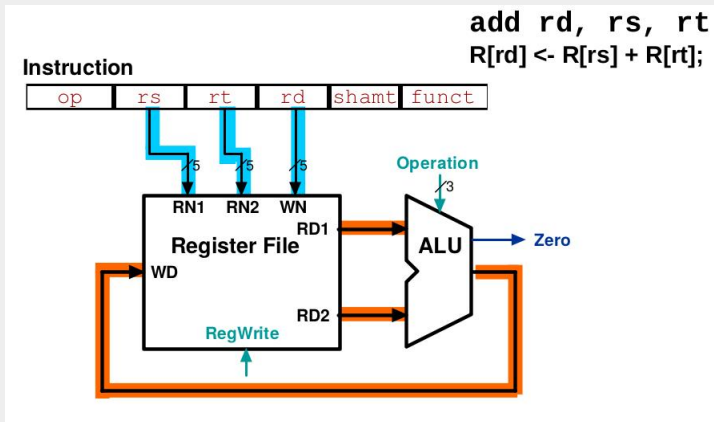 add rd, rs, rt
R[rd] <- R[rs] + R[rt];
Instruction
op rs rt rd shamt funct
5 5 5
Operation
3
RN1 RN2 WN
RD1
Register File
ALU
Zero
WD
RD2
RegWrite